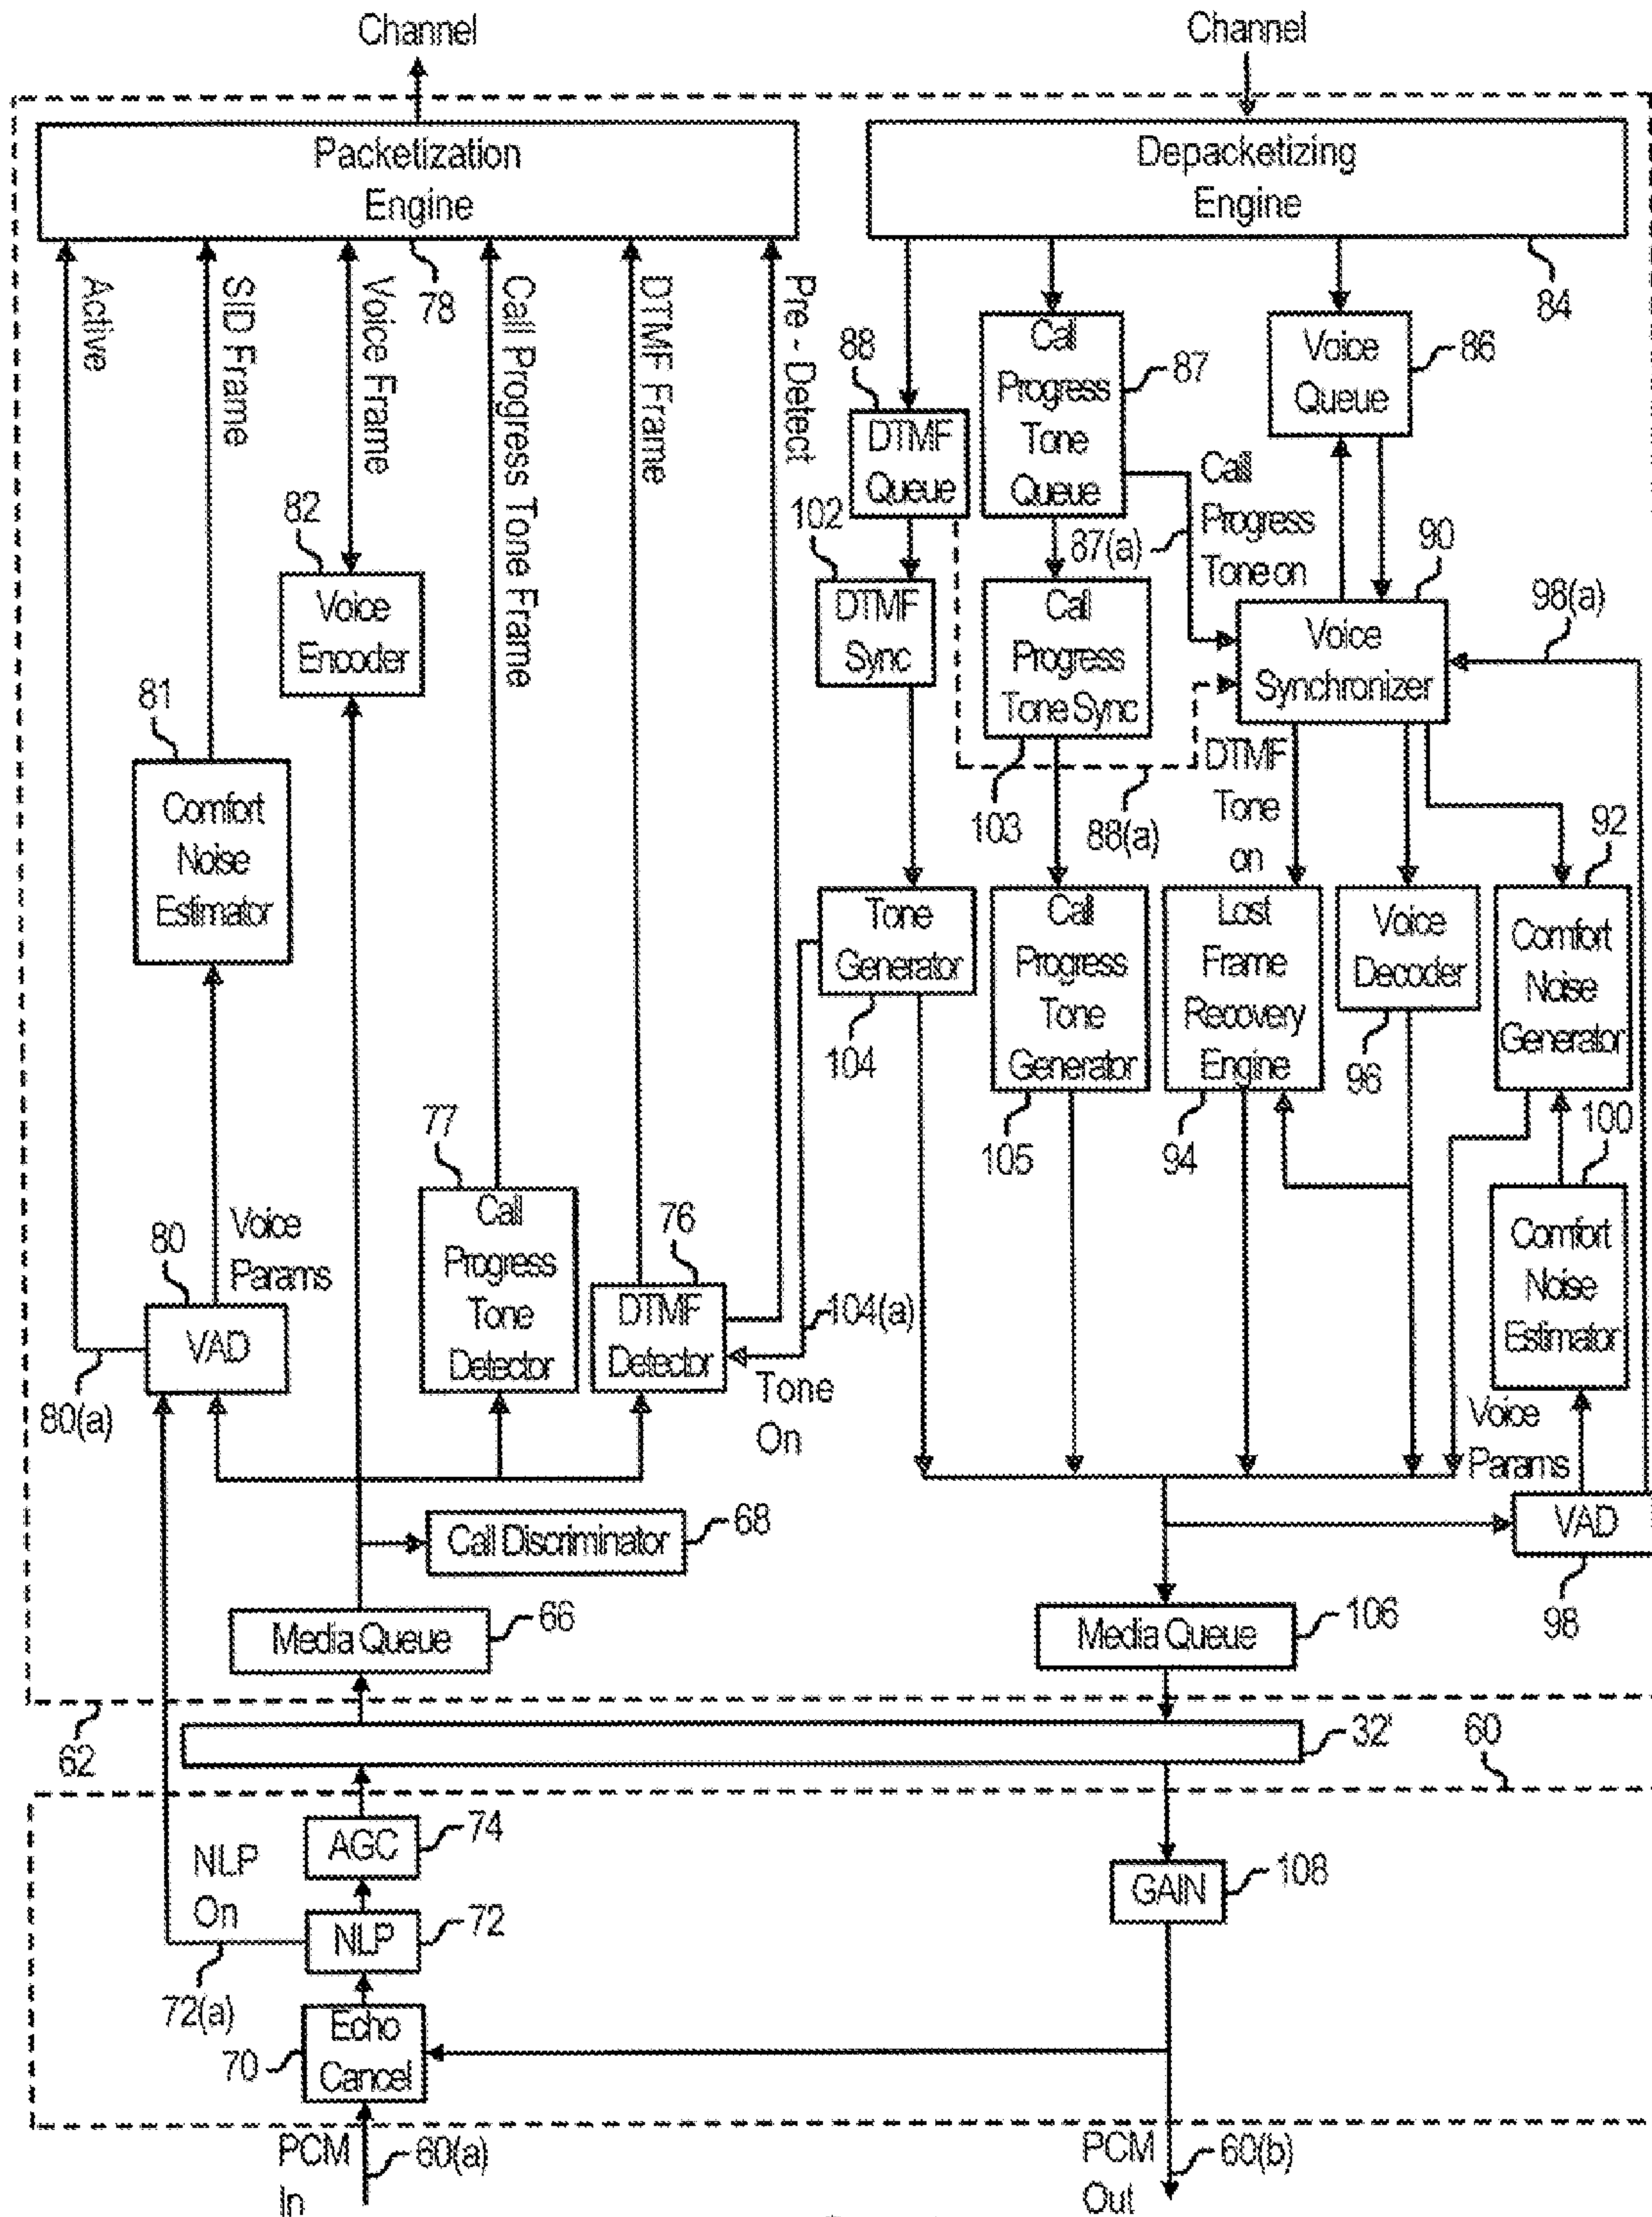 Channel
Channel
Packetization
Engine
Depacketizing
Engine
78
84
Active
SID Frame
Voice Frame
Call Progress Tone Frame
DTMF Frame
Pre - Detect
88
DTMF
Queue
Call
Progress
Tone
Queue
87
Voice
Queue
86
Call
Progress
Tone on
87(a)
82
Voice
Encoder
102
DTMF
Sync
Call
Progress
Tone Sync
103
90
Voice
Synchronizer
98(a)
81
Comfort
Noise
Estimator
DTMF
Tone
on
88(a)
92
Tone
Generator
104
Call
Progress
Tone
Generator
105
Lost
Frame
Recovery
Engine
94
Voice
Decoder
96
Comfort
Noise
Generator
100
77
Call
Progress
Tone
Detector
76
DTMF
Detector
104(a)
Tone
On
80
Voice
Params
VAD
80(a)
Comfort
Noise
Estimator
Voice
Params
VAD
98
Call Discriminator
68
Media Queue
66
Media Queue
106
62
32'
60
AGC
74
NLP
On
NLP
72
72(a)
GAIN
108
Echo
Cancel
70
PCM
In
60(a)
PCM
Out
60(b)